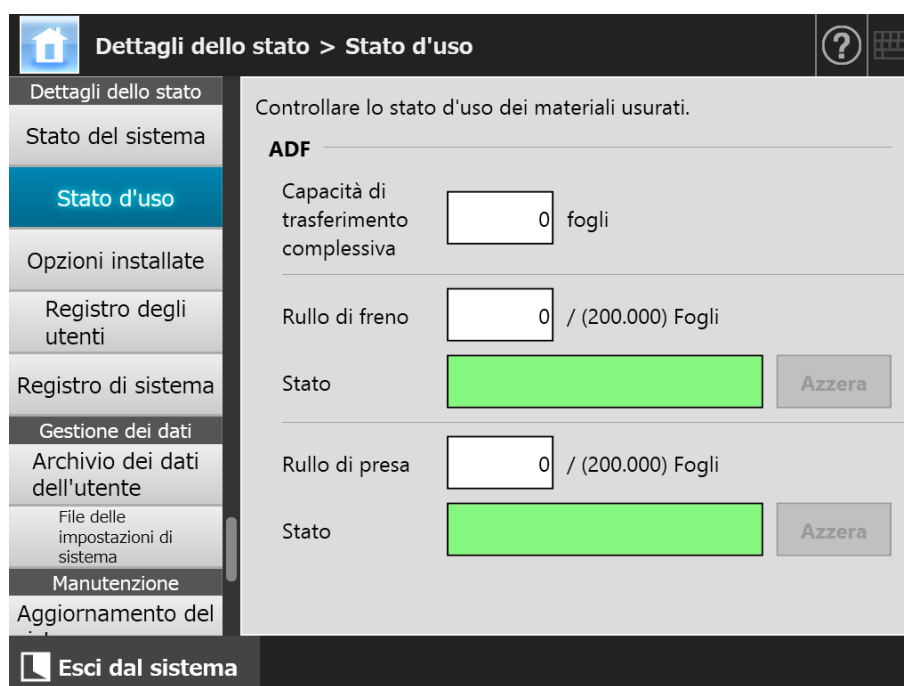 Dettagli dello stato > Stato d'uso
?
Dettagli dello stato
Stato del sistema
Stato d'uso
Opzioni installate
Registro degli
utenti
Registro di sistema
Gestione dei dati
Archivio dei dati
dell'utente
File delle
impostazioni di
sistema
Manutenzione
Aggiornamento del
Controllare lo stato d'uso dei materiali usurati.
ADF
Capacità di
trasferimento
complessiva
0 fogli
Rullo di freno 0 / (200.000) Fogli
Stato Azzera
Rullo di presa 0 / (200.000) Fogli
Stato Azzera
Esci dal sistema